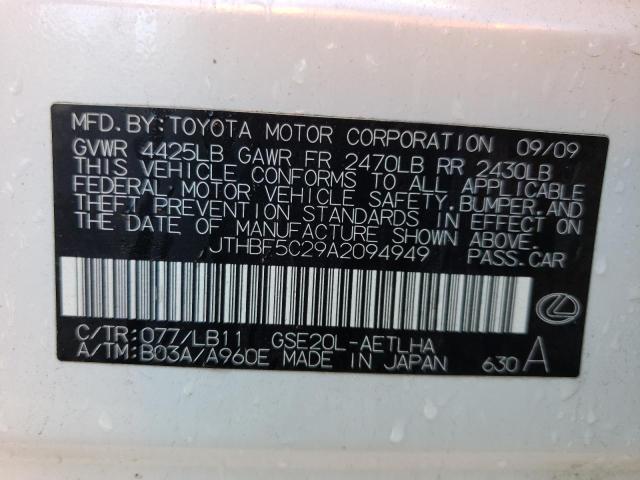 MFD. BY: TOYOTA MOTOR CORPORATION 09/09
GVWR 4425LB GAWR FR 2470LB RR 2430LB
THIS VEHICLE CONFORMS TO ALL APPLICABLE
FEDERAL MOTOR VEHICLE SAFETY, BUMPER, AND
THEFT PREVENTION STANDARDS IN EFFECT ON
THE DATE OF MANUFACTURE SHOWN ABOVE.
JTHBF5C29A2094949 PASS. CAR
C/TR: 077/LB11 GSE20L-AETLHA
A/TM: B03A/A960E MADE IN JAPAN 630 A